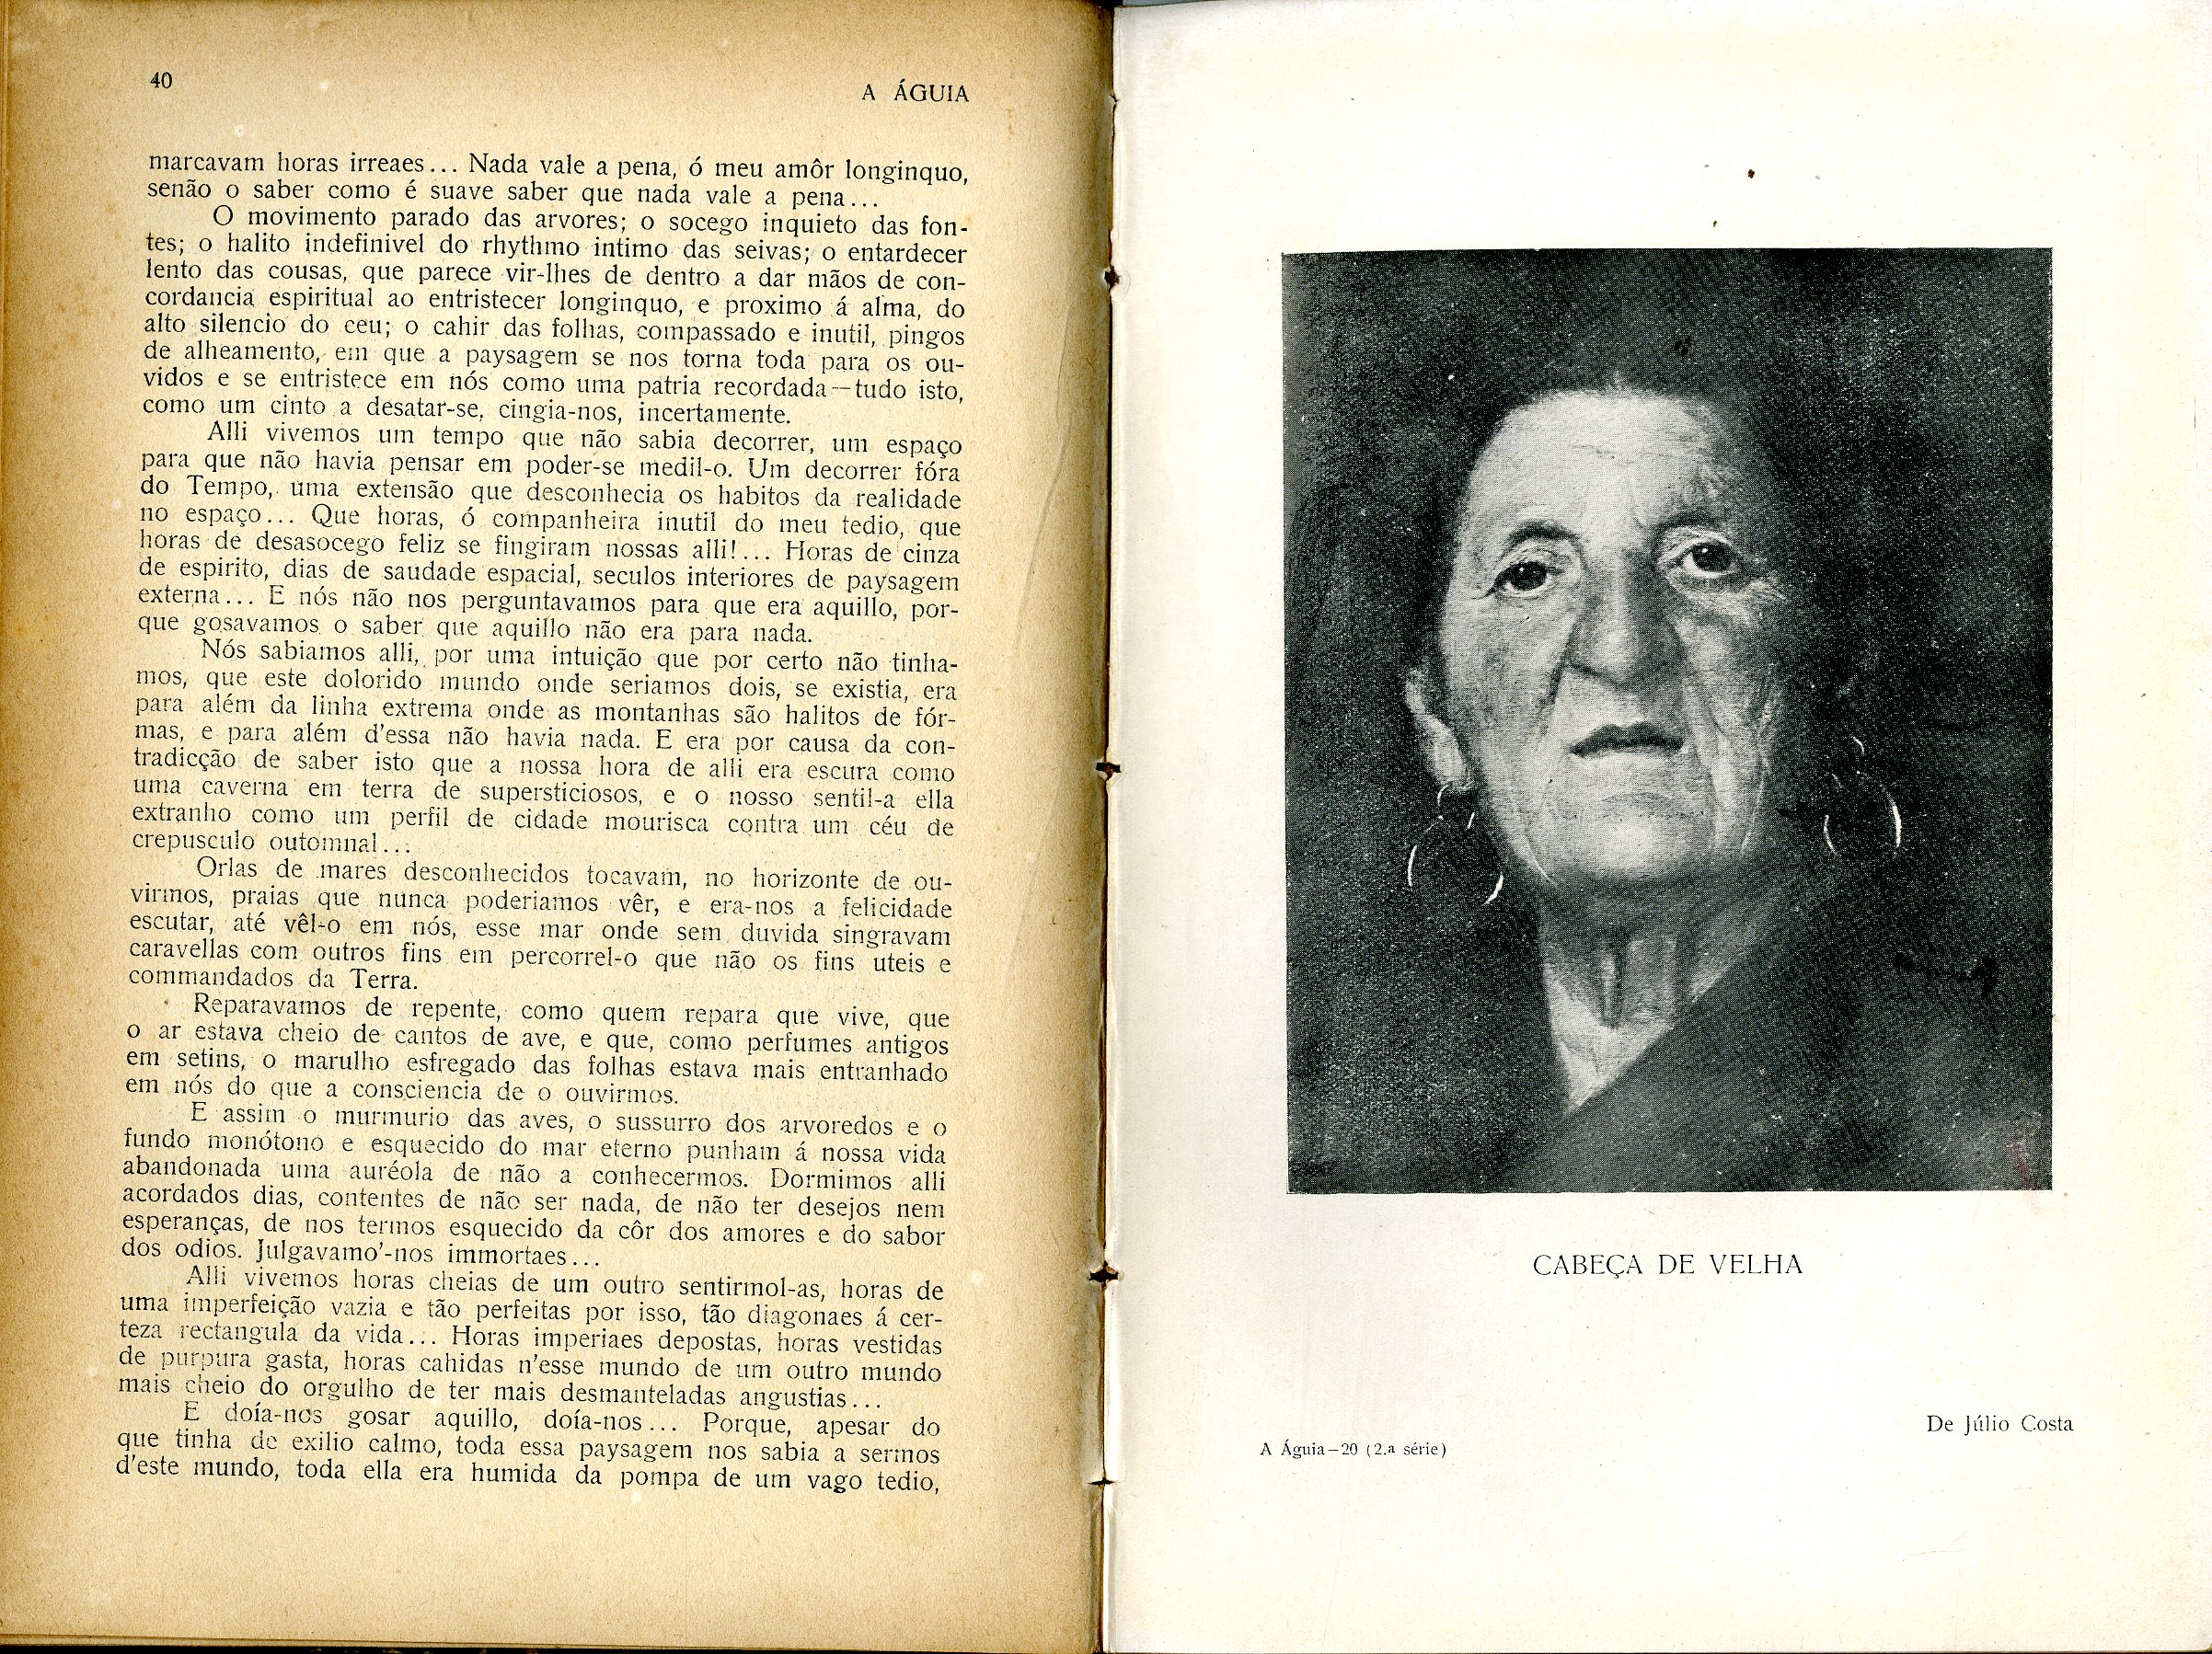 40
A ÁGUIA
marcavam horas irreaes... Nada vale a pena, ó meu amôr longinquo,
senão o saber como é suave saber que nada vale a pena...
O movimento parado das arvores; o socego inquieto das fon-
tes; o halito indefinivel do rhythmo intimo das seivas; o entardecer
lento das cousas, que parece vir-lhes de dentro a dar mãos de con-
cordancia espiritual ao entristecer longinquo, e proximo á alma, do
alto silencio do ceu; o cahir das folhas, compassado e inutil, pingos
de alheamento, em que a paysagem se nos torna toda para os ou-
vidos e se entristece em nós como uma patria recordada—tudo isto,
como um cinto a desatar-se, cingia-nos, incertamente.
Alli vivemos um tempo que não sabia decorrer, um espaço
para que não havia pensar em poder-se medil-o. Um decorrer fóra
do Tempo, uma extensão que desconhecia os habitos da realidade
no espaço... Que horas, ó companheira inutil do meu tedio, que
horas de desasocego feliz se fingiram nossas alli!... Horas de cinza
de espirito, dias de saudade espacial, seculos interiores de paysagem
externa... E nós não nos perguntavamos para que era aquillo, por-
que gosavamos o saber que aquillo não era para nada.
Nós sabiamos alli, por uma intuição que por certo não tinha-
mos, que este dolorido mundo onde seriamos dois, se existia, era
para além da linha extrema onde as montanhas são halitos de fór-
mas, e para além d'essa não havia nada. E era por causa da con-
tradicção de saber isto que a nossa hora de alli era escura como
uma caverna em terra de supersticiosos, e o nosso sentil-a ella
extranho como um perfil de cidade mourisca contra um céu de
crepusculo outomnal...
Orlas de mares desconhecidos tocavam, no horizonte de ou-
virmos, praias que nunca poderiamos vêr, e era-nos a felicidade
escutar, até vêl-o em nós, esse mar onde sem duvida singravam
caravellas com outros fins em percorrel-o que não os fins uteis e
commandados da Terra.
Reparavamos de repente, como quem repara que vive, que
o ar estava cheio de cantos de ave, e que, como perfumes antigos
em setins, o marulho esfregado das folhas estava mais entranhado
em nós do que a consciencia de o ouvirmos.
E assim o murmurio das aves, o sussurro dos arvoredos e o
fundo monótono e esquecido do mar eterno punham á nossa vida
abandonada uma auréola de não a conhecermos. Dormimos alli
acordados dias, contentes de não ser nada, de não ter desejos nem
esperanças, de nos termos esquecido da côr dos amores e do sabor
dos odios. Julgavamo'-nos immortaes...
Alli vivemos horas cheias de um outro sentirmol-as, horas de
uma imperfeição vazia e tão perfeitas por isso, tão diagonaes á cer-
teza rectangula da vida... Horas imperiaes depostas, horas vestidas
de purpura gasta, horas cahidas n'esse mundo de um outro mundo
mais cheio do orgulho de ter mais desmanteladas angustias...
E doía-nos gosar aquillo, doía-nos... Porque, apesar do
que tinha de exilio calmo, toda essa paysagem nos sabia a sermos
d'este mundo, toda ella era humida da pompa de um vago tedio,
CABEÇA DE VELHA
De Júlio Costa
A Águia—20 (2.ª série)